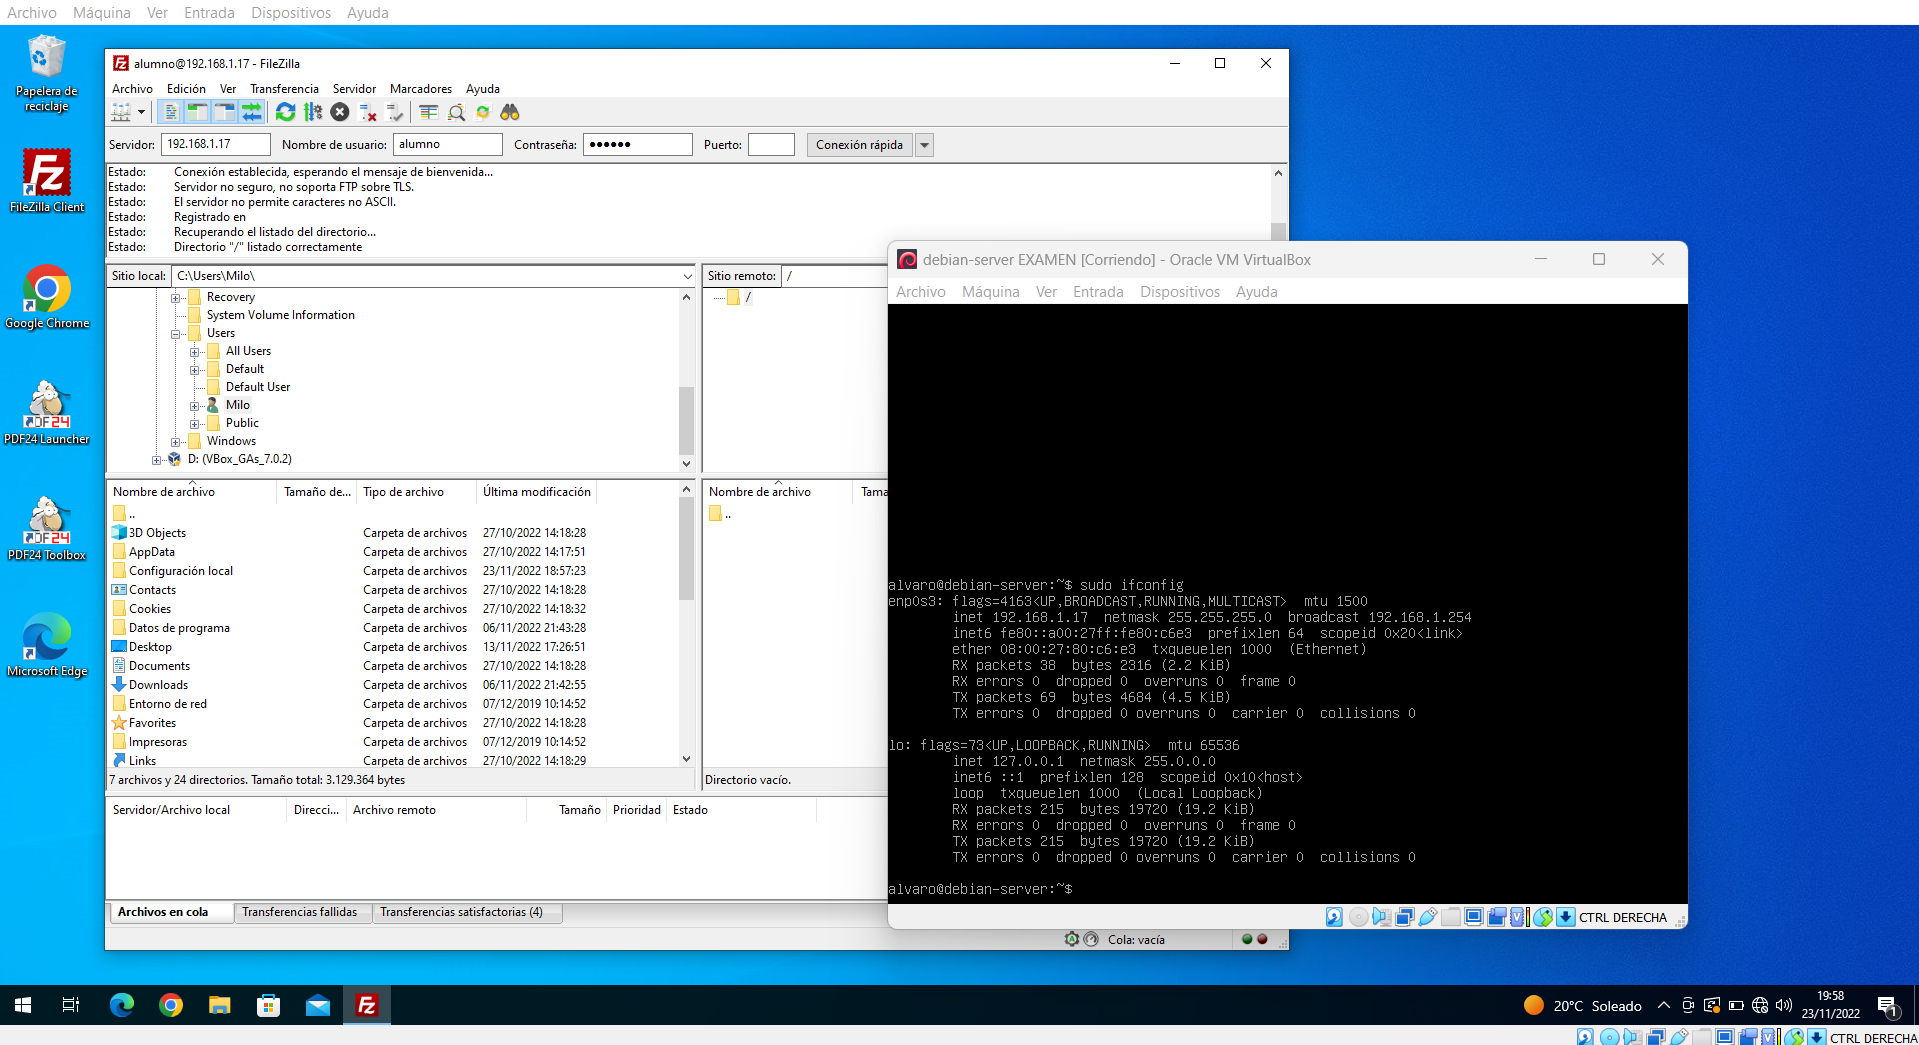 Archivo Máquina Ver Entrada Dispositivos Ayuda
Papelera de
reciclaje
FileZilla Client
Google Chrome
PDF24 Launcher
PDF24 Toolbox
Microsoft Edge
alumno@192.168.1.17 - FileZilla
Archivo Edición Ver Transferencia Servidor Marcadores Ayuda
Servidor: 192.168.1.17 Nombre de usuario: alumno Contraseña: ●●●●●● Puerto: Conexión rápida
Estado: Conexión establecida, esperando el mensaje de bienvenida...
Estado: Servidor no seguro, no soporta FTP sobre TLS.
Estado: El servidor no permite caracteres no ASCII.
Estado: Registrado en
Estado: Recuperando el listado del directorio...
Estado: Directorio "/" listado correctamente
Sitio local: C:\Users\Milo\
Recovery
System Volume Information
Users
All Users
Default
Default User
Milo
Public
Windows
D: (VBox_GAs_7.0.2)
Sitio remoto: /
/
Nombre de archivo Tamaño de... Tipo de archivo Última modificación
..
3D Objects Carpeta de archivos 27/10/2022 14:18:28
AppData Carpeta de archivos 27/10/2022 14:17:51
Configuración local Carpeta de archivos 23/11/2022 18:57:23
Contacts Carpeta de archivos 27/10/2022 14:18:28
Cookies Carpeta de archivos 27/10/2022 14:18:32
Datos de programa Carpeta de archivos 06/11/2022 21:43:28
Desktop Carpeta de archivos 13/11/2022 17:26:51
Documents Carpeta de archivos 27/10/2022 14:18:28
Downloads Carpeta de archivos 06/11/2022 21:42:55
Entorno de red Carpeta de archivos 07/12/2019 10:14:52
Favorites Carpeta de archivos 27/10/2022 14:18:28
Impresoras Carpeta de archivos 07/12/2019 10:14:52
Links Carpeta de archivos 27/10/2022 14:18:29
7 archivos y 24 directorios. Tamaño total: 3.129.364 bytes
Nombre de archivo Tama
..
Directorio vacío.
Servidor/Archivo local Direcci... Archivo remoto Tamaño Prioridad Estado
Archivos en cola Transferencias fallidas Transferencias satisfactorias (4)
Cola: vacía
debian-server EXAMEN [Corriendo] - Oracle VM VirtualBox
Archivo Máquina Ver Entrada Dispositivos Ayuda
alvaro@debian-server:~$ sudo ifconfig
enp0s3: flags=4163<UP,BROADCAST,RUNNING,MULTICAST> mtu 1500
inet 192.168.1.17 netmask 255.255.255.0 broadcast 192.168.1.254
inet6 fe80::a00:27ff:fe80:c6e3 prefixlen 64 scopeid 0x20<link>
ether 08:00:27:80:c6:e3 txqueuelen 1000 (Ethernet)
RX packets 38 bytes 2316 (2.2 KiB)
RX errors 0 dropped 0 overruns 0 frame 0
TX packets 69 bytes 4684 (4.5 KiB)
TX errors 0 dropped 0 overruns 0 carrier 0 collisions 0
lo: flags=73<UP,LOOPBACK,RUNNING> mtu 65536
inet 127.0.0.1 netmask 255.0.0.0
inet6 ::1 prefixlen 128 scopeid 0x10<host>
loop txqueuelen 1000 (Local Loopback)
RX packets 215 bytes 19720 (19.2 KiB)
RX errors 0 dropped 0 overruns 0 frame 0
TX packets 215 bytes 19720 (19.2 KiB)
TX errors 0 dropped 0 overruns 0 carrier 0 collisions 0
alvaro@debian-server:~$
CTRL DERECHA
20°C Soleado
19:58
23/11/2022
1
CTRL DERECHA